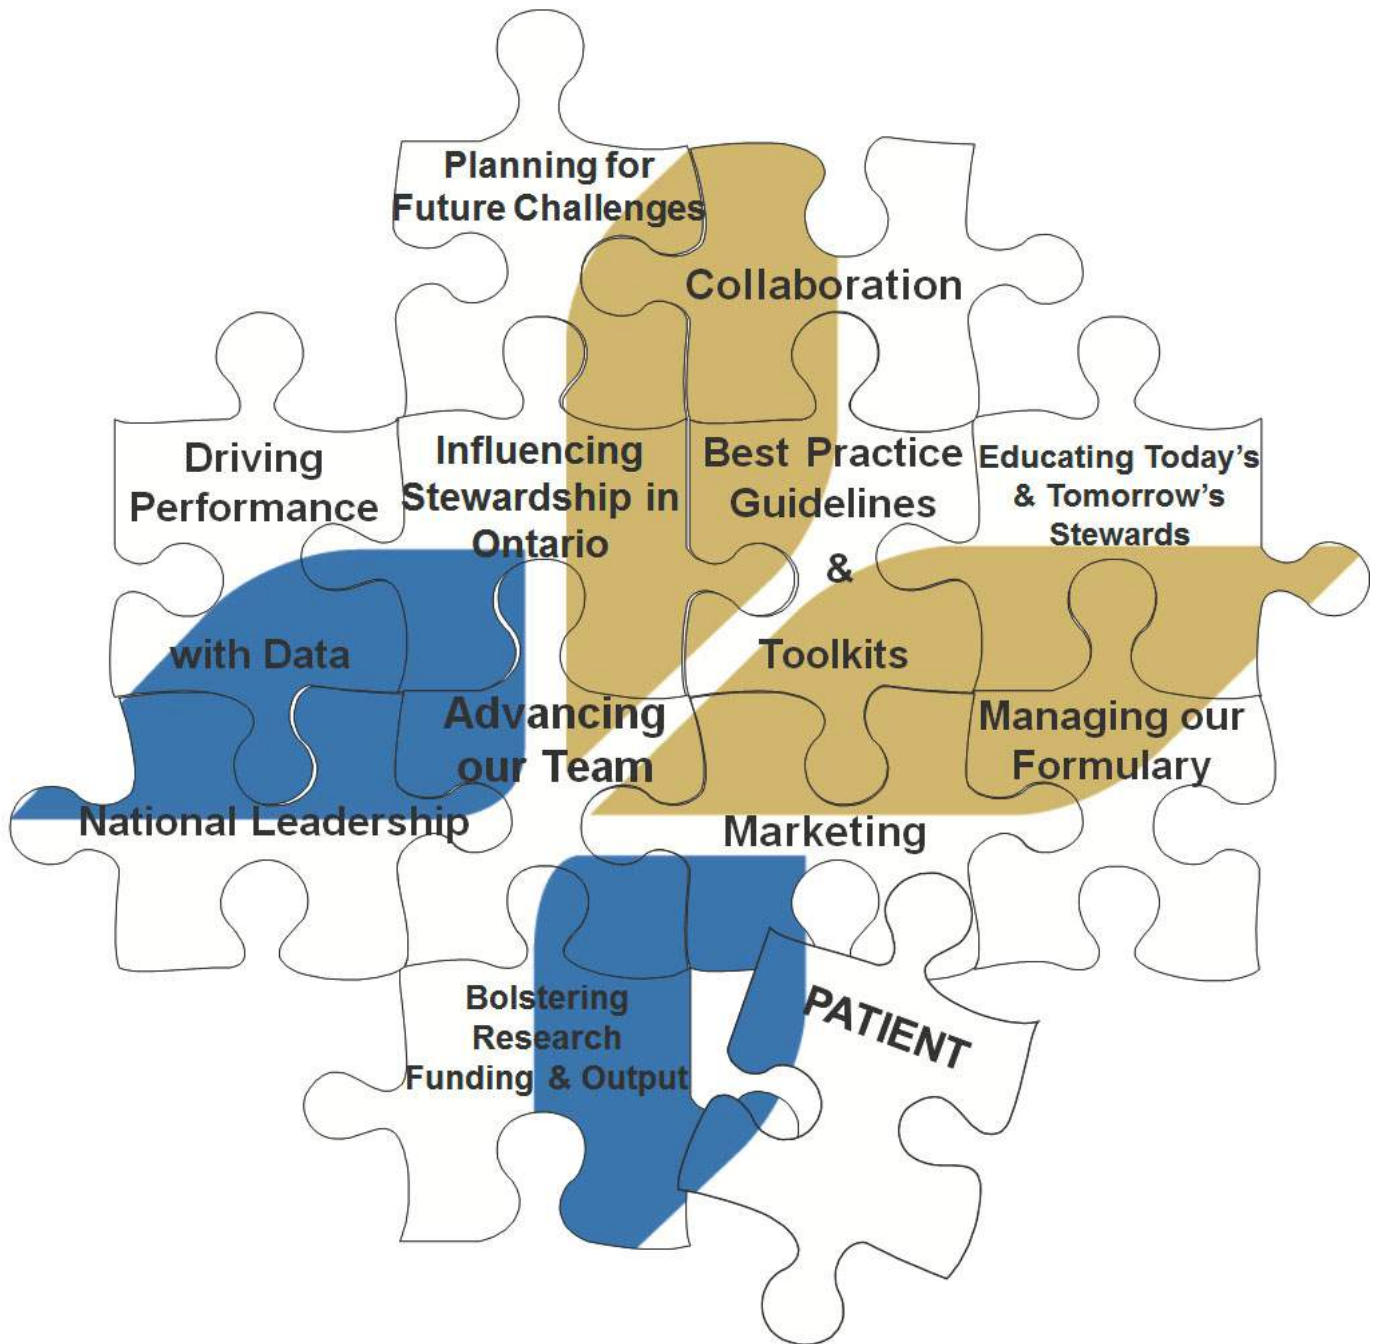 Planning for
Future Challenges
Collaboration
Driving
Performance
with Data
Influencing
Stewardship in
Ontario
Best Practice
Guidelines
&
Toolkits
Educating Today's
& Tomorrow's
Stewards
National Leadership
Advancing
our Team
Marketing
Managing our
Formulary
Bolstering
Research
Funding & Output
PATIENT